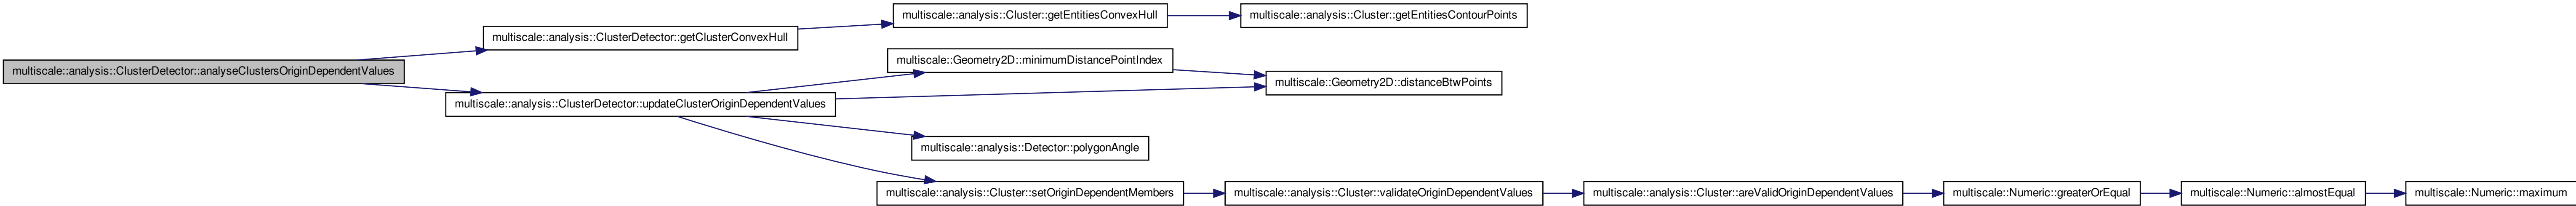 multiscale::analysis::ClusterDetector::analyseClustersOriginDependentValues
multiscale::analysis::ClusterDetector::getClusterConvexHull
multiscale::analysis::Cluster::getEntitiesConvexHull
multiscale::analysis::Cluster::getEntitiesContourPoints
multiscale::analysis::ClusterDetector::updateClusterOriginDependentValues
multiscale::Geometry2D::minimumDistancePointIndex
multiscale::Geometry2D::distanceBtwPoints
multiscale::analysis::Detector::polygonAngle
multiscale::analysis::Cluster::setOriginDependentMembers
multiscale::analysis::Cluster::validateOriginDependentValues
multiscale::analysis::Cluster::areValidOriginDependentValues
multiscale::Numeric::greaterOrEqual
multiscale::Numeric::almostEqual
multiscale::Numeric::maximum